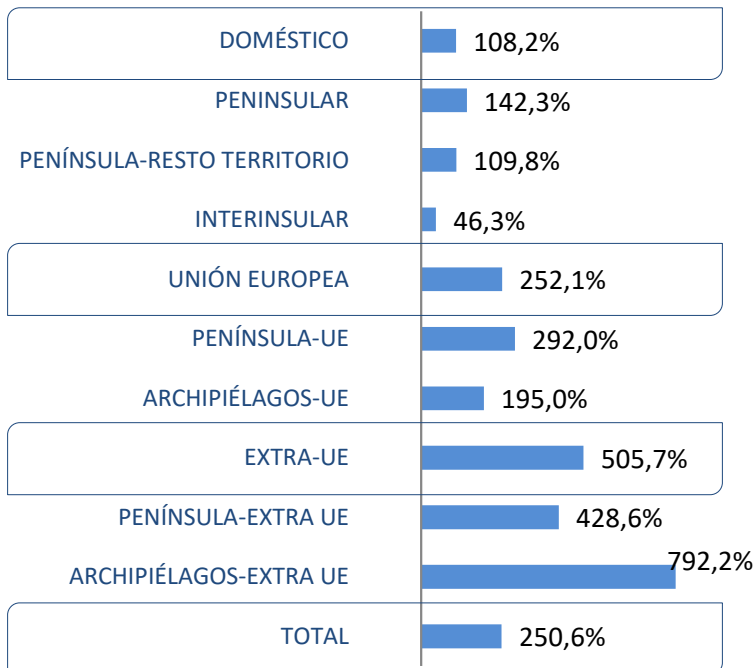 DOMÉSTICO 108,2%
PENINSULAR 142,3%
PENÍNSULA-RESTO TERRITORIO 109,8%
INTERINSULAR 46,3%
UNIÓN EUROPEA 252,1%
PENÍNSULA-UE 292,0%
ARCHIPIÉLAGOS-UE 195,0%
EXTRA-UE 505,7%
PENÍNSULA-EXTRA UE 428,6%
ARCHIPIÉLAGOS-EXTRA UE 792,2%
TOTAL 250,6%